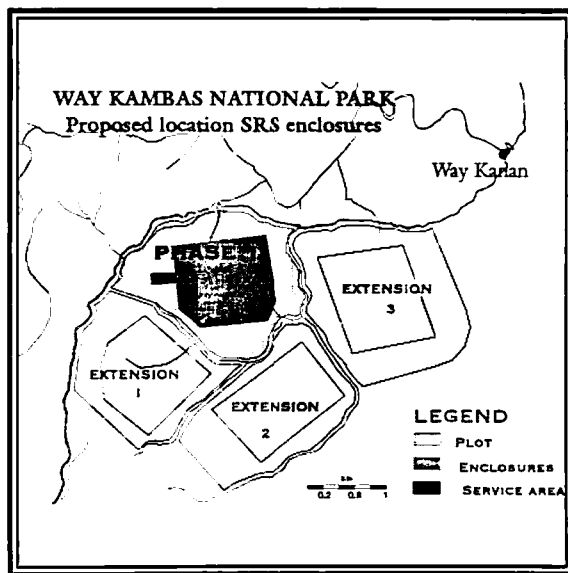 WAY KAMBAS NATIONAL PARK
Proposed location SRS enclosures
Way Kanan
PHASE
EXTENSION
3
EXTENSION
1
EXTENSION
2
LEGEND
PLOT
ENCLOSURES
SERVICE AREA
0.2 0.6 1